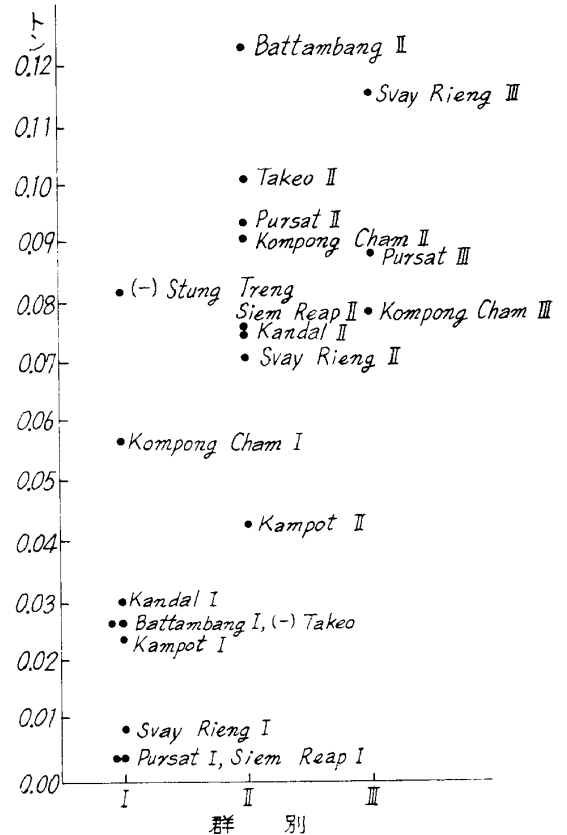 0.12
Battambang Ⅱ
Svay Rieng Ⅲ
0.11
0.10
Takeo Ⅱ
Pursat Ⅱ
0.09
Kompong Cham Ⅱ
Pursat Ⅲ
(-) Stung Treng
0.08
Siem Reap Ⅱ
Kompong Cham Ⅲ
Kandal Ⅱ
0.07
Svay Rieng Ⅱ
0.06
Kompong Cham Ⅰ
0.05
Kampot Ⅱ
0.04
0.03
Kandal Ⅰ
Battambang Ⅰ, (-) Takeo
Kampot Ⅰ
0.02
0.01
Svay Rieng Ⅰ
Pursat Ⅰ, Siem Reap Ⅰ
0.00
Ⅰ Ⅱ Ⅲ
群 別